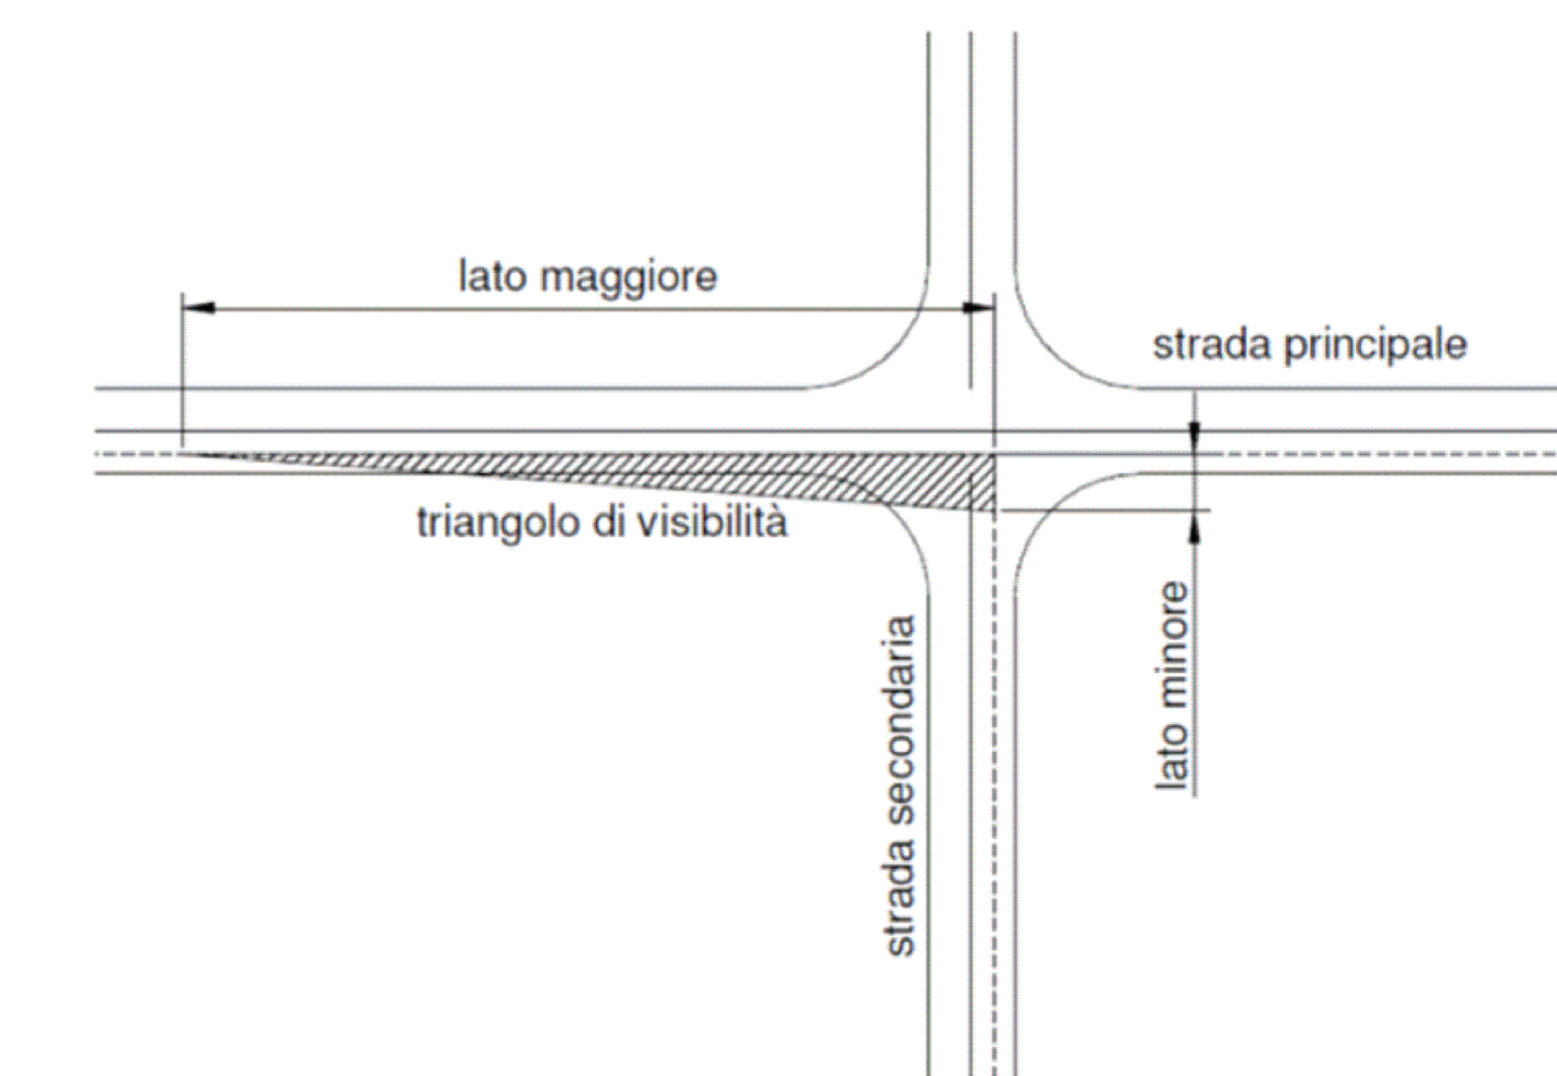 lato maggiore
strada principale
triangolo di visibilità
lato minore
strada secondaria